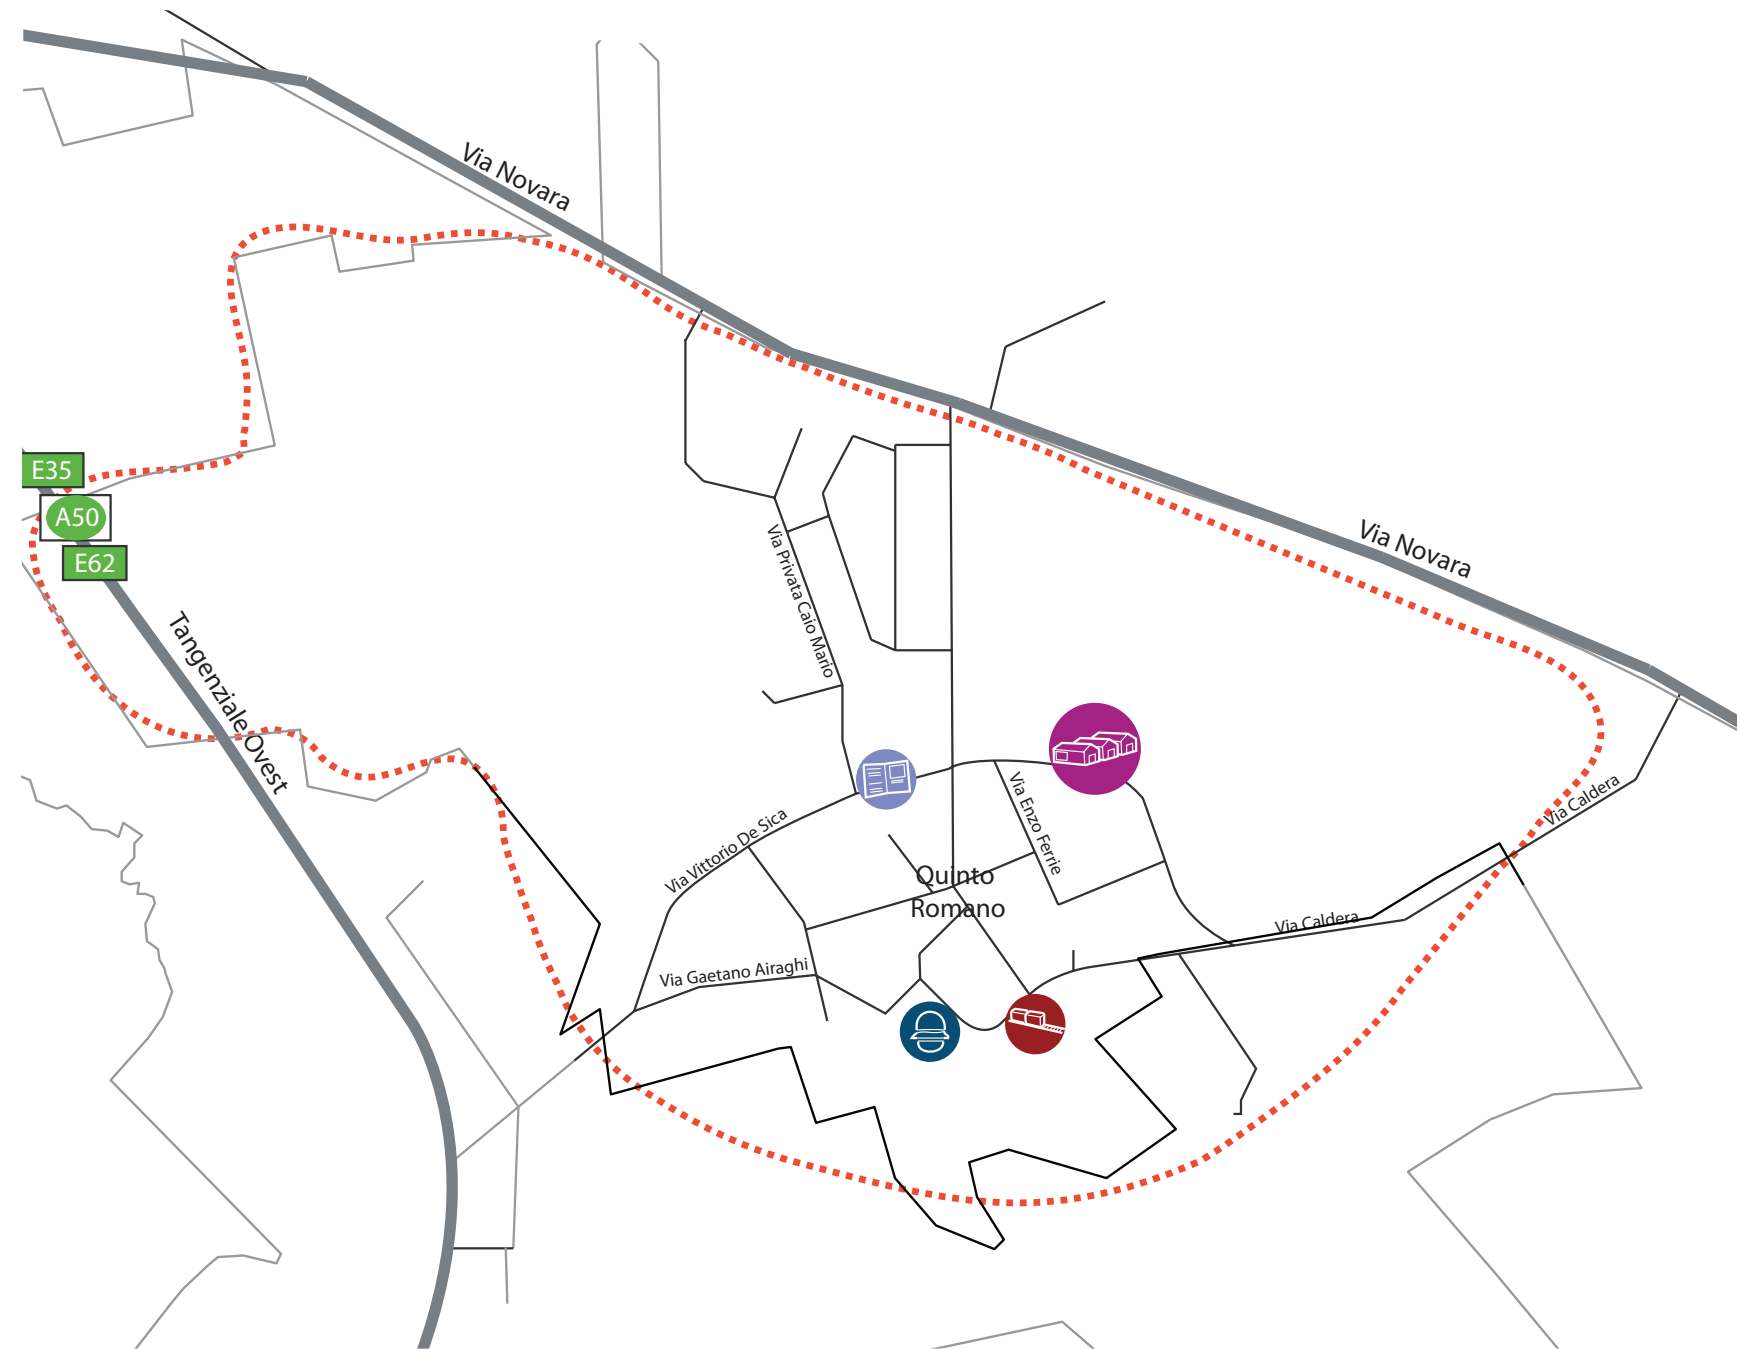 Via Novara
E35
A50
E62
Via Novara
Via Privata Caio Mario
Tangenziale Ovest
Via Enzo Ferrie
Via Caldera
Via Vittorio De Sica
Quinto
Romano
Via Caldera
Via Gaetano Airaghi